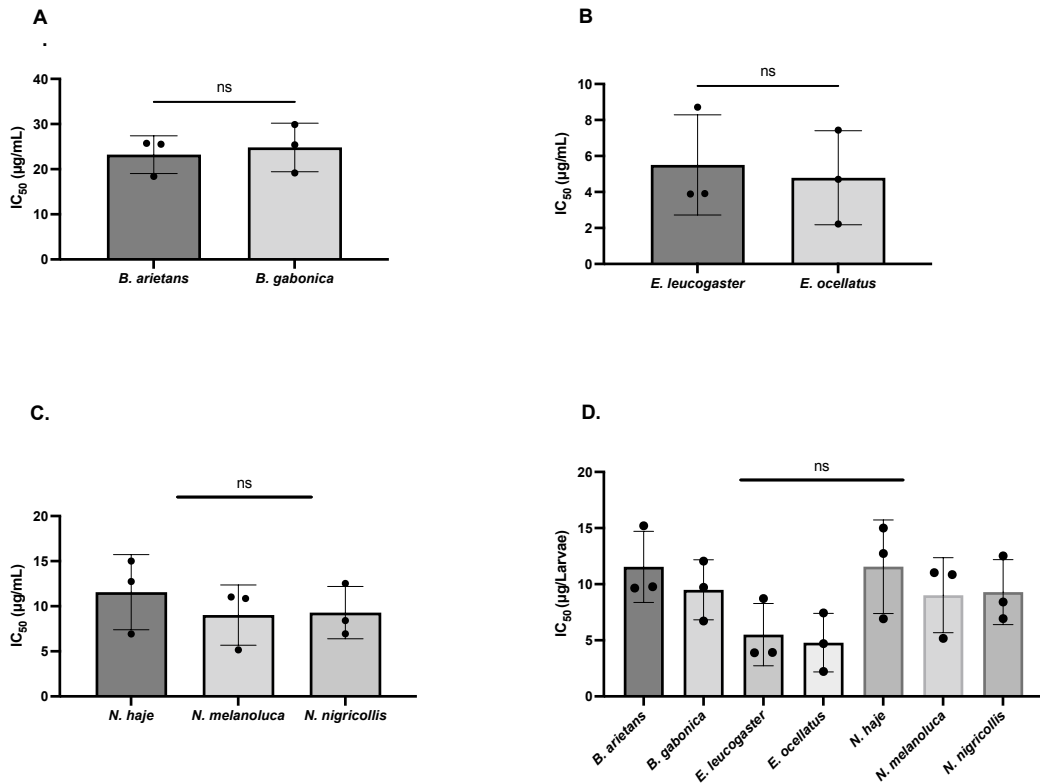 A
.
ns
40
30
20
10
0
IC50 (µg/mL)
B. arietans
B. gabonica
B
ns
10
8
6
4
2
0
IC50 (µg/mL)
E. leucogaster
E. ocellatus
C.
ns
20
15
10
5
0
IC50 (µg/mL)
N. haje
N. melanoluca
N. nigricollis
D.
ns
20
15
10
5
0
IC50 (µg/Larvae)
B. arietans
B. gabonica
E. leucogaster
E. ocellatus
N. haje
N. melanoluca
N. nigricollis